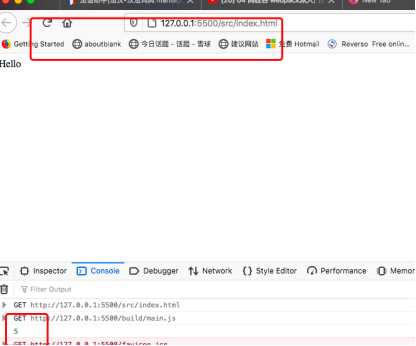 New Tab
127.0.0.1:5500/src/index.html
Getting Started aboutblank 今日话题 - 话题 - 雪球 建议网站 免费 Hotmail Reverso Free onlin...
Hello
Inspector Console Debugger Network Style Editor Performance Memor
Filter Output
GET http://127.0.0.1:5500/src/index.html
GET http://127.0.0.1:5500/build/main.js
5
GET http://127.0.0.1:5500/favicon.ico